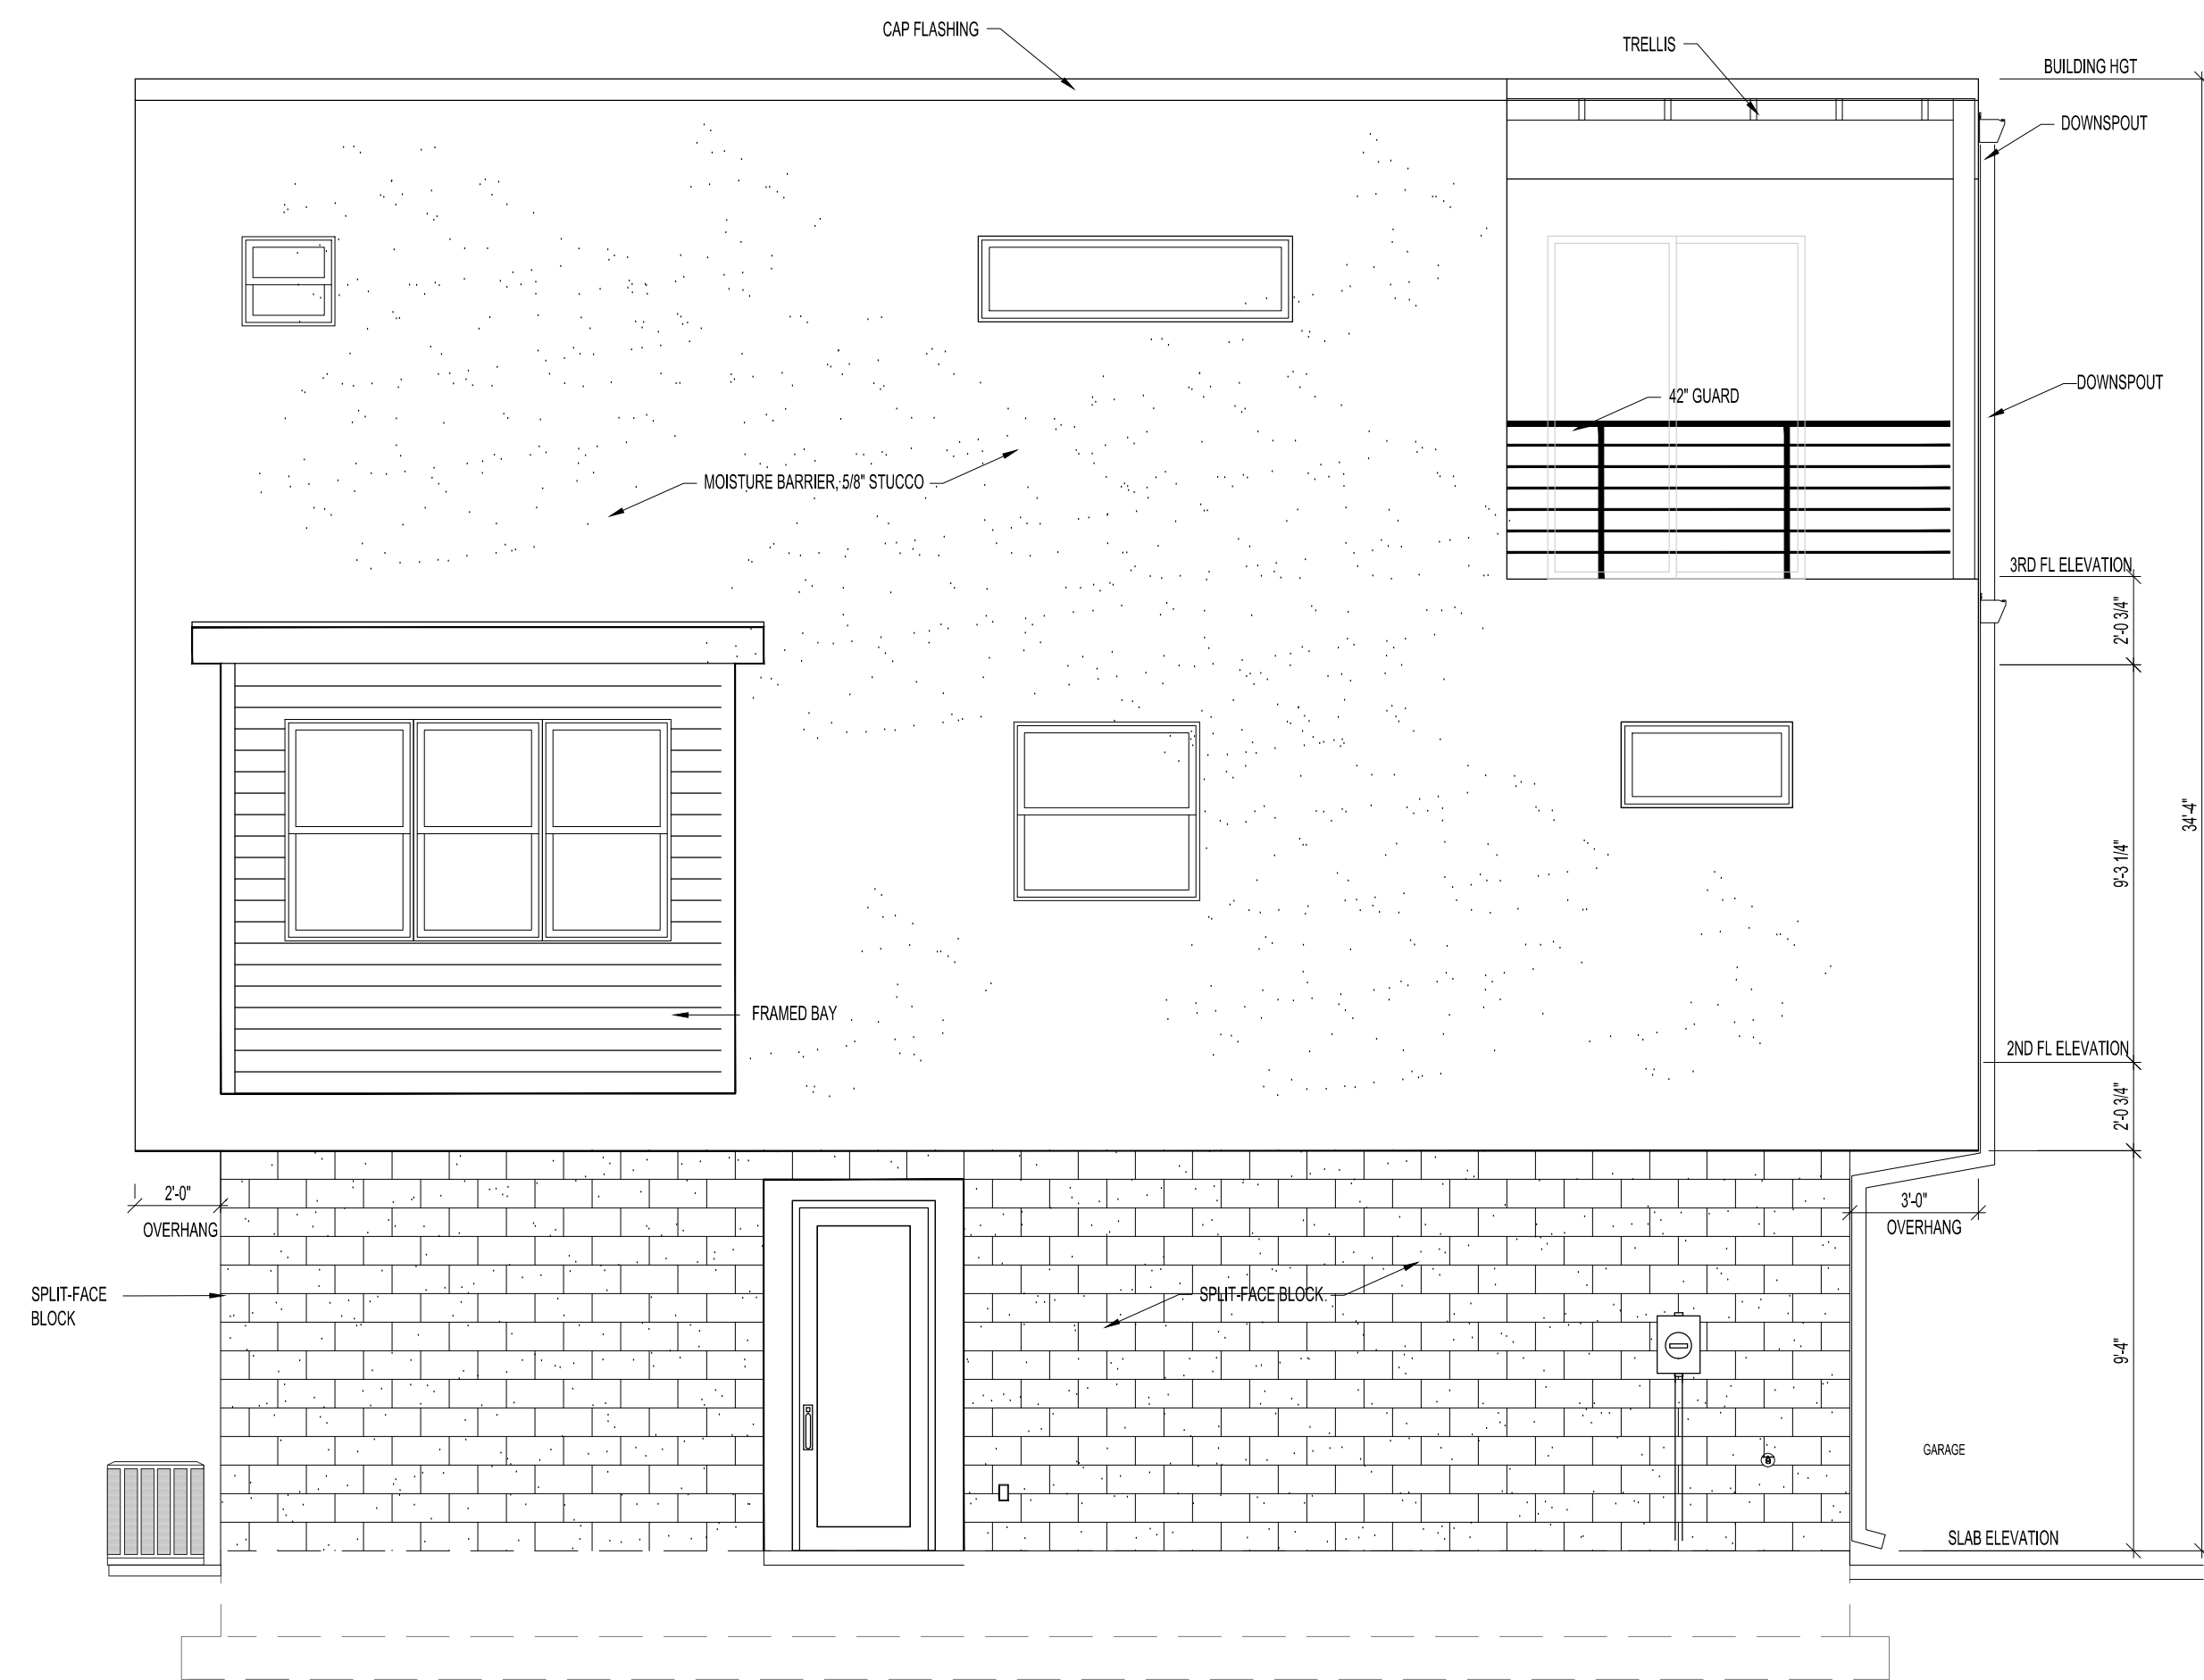 CAP FLASHING
TRELLIS
BUILDING HGT
DOWNSPOUT
DOWNSPOUT
42" GUARD
MOISTURE BARRIER, 5/8" STUCCO
3RD FL ELEVATION
2'-0 3/4"
34'-4"
9'-3 1/4"
FRAMED BAY
2ND FL ELEVATION
2'-0 3/4"
2'-0"
OVERHANG
3'-0"
OVERHANG
SPLIT-FACE
BLOCK
SPLIT-FACE BLOCK
9'-4"
GARAGE
SLAB ELEVATION